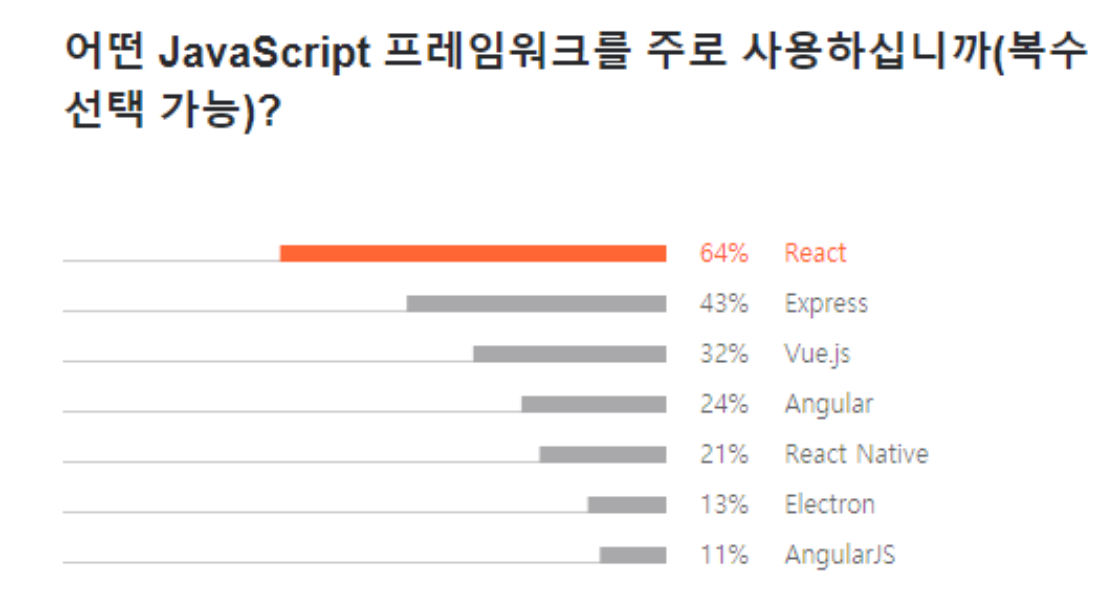 어떤 JavaScript 프레임워크를 주로 사용하십니까(복수
선택 가능)?
64% React
43% Express
32% Vue.js
24% Angular
21% React Native
13% Electron
11% AngularJS